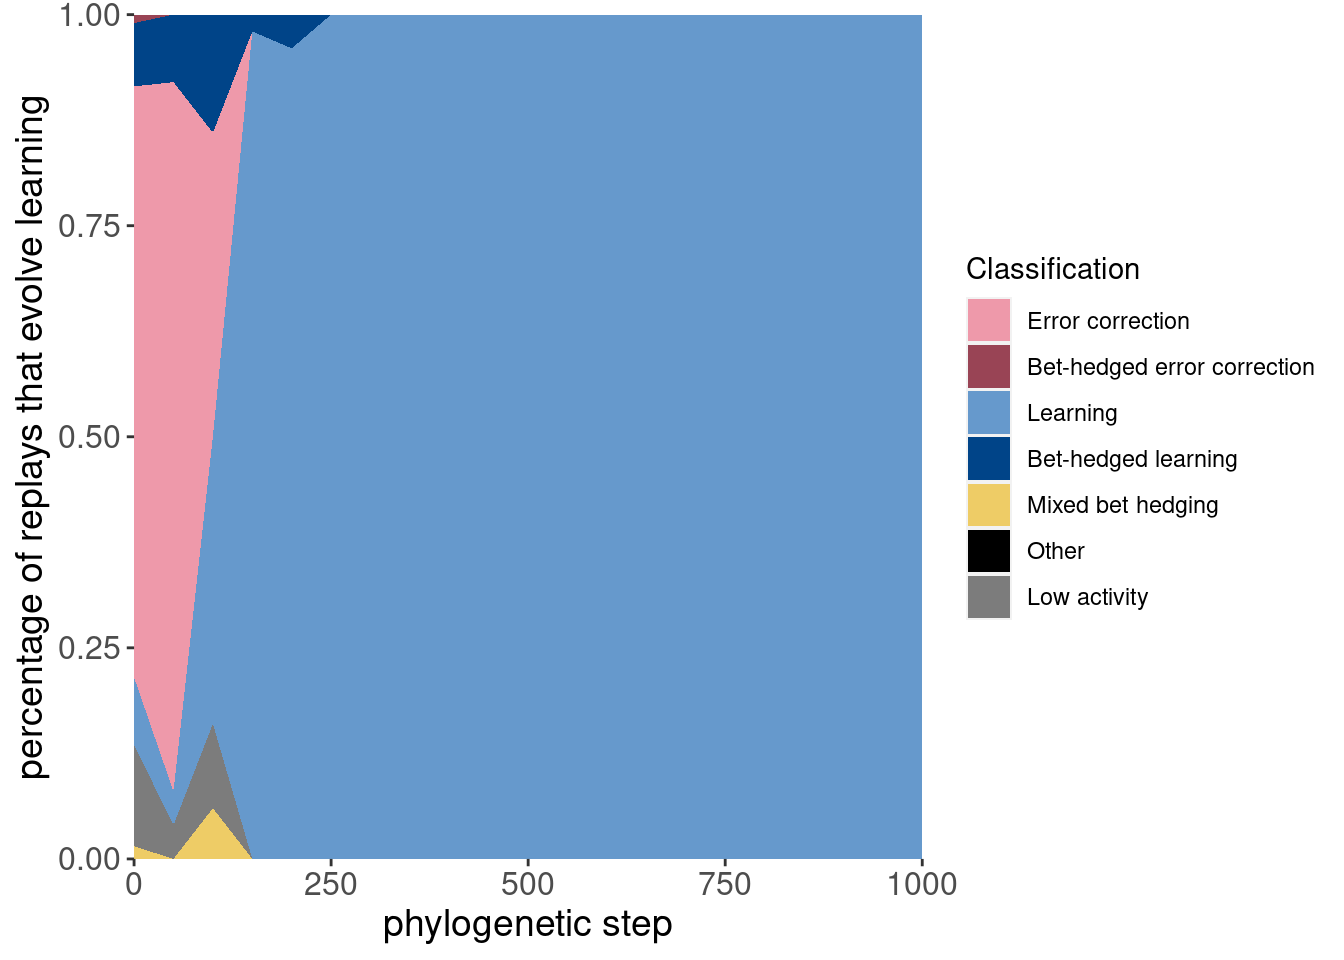 percentage of replays that evolve learning
1.00
0.75
0.50
0.25
0.00
0
250
500
750
1000
phylogenetic step
Classification
Error correction
Bet-hedged error correction
Learning
Bet-hedged learning
Mixed bet hedging
Other
Low activity